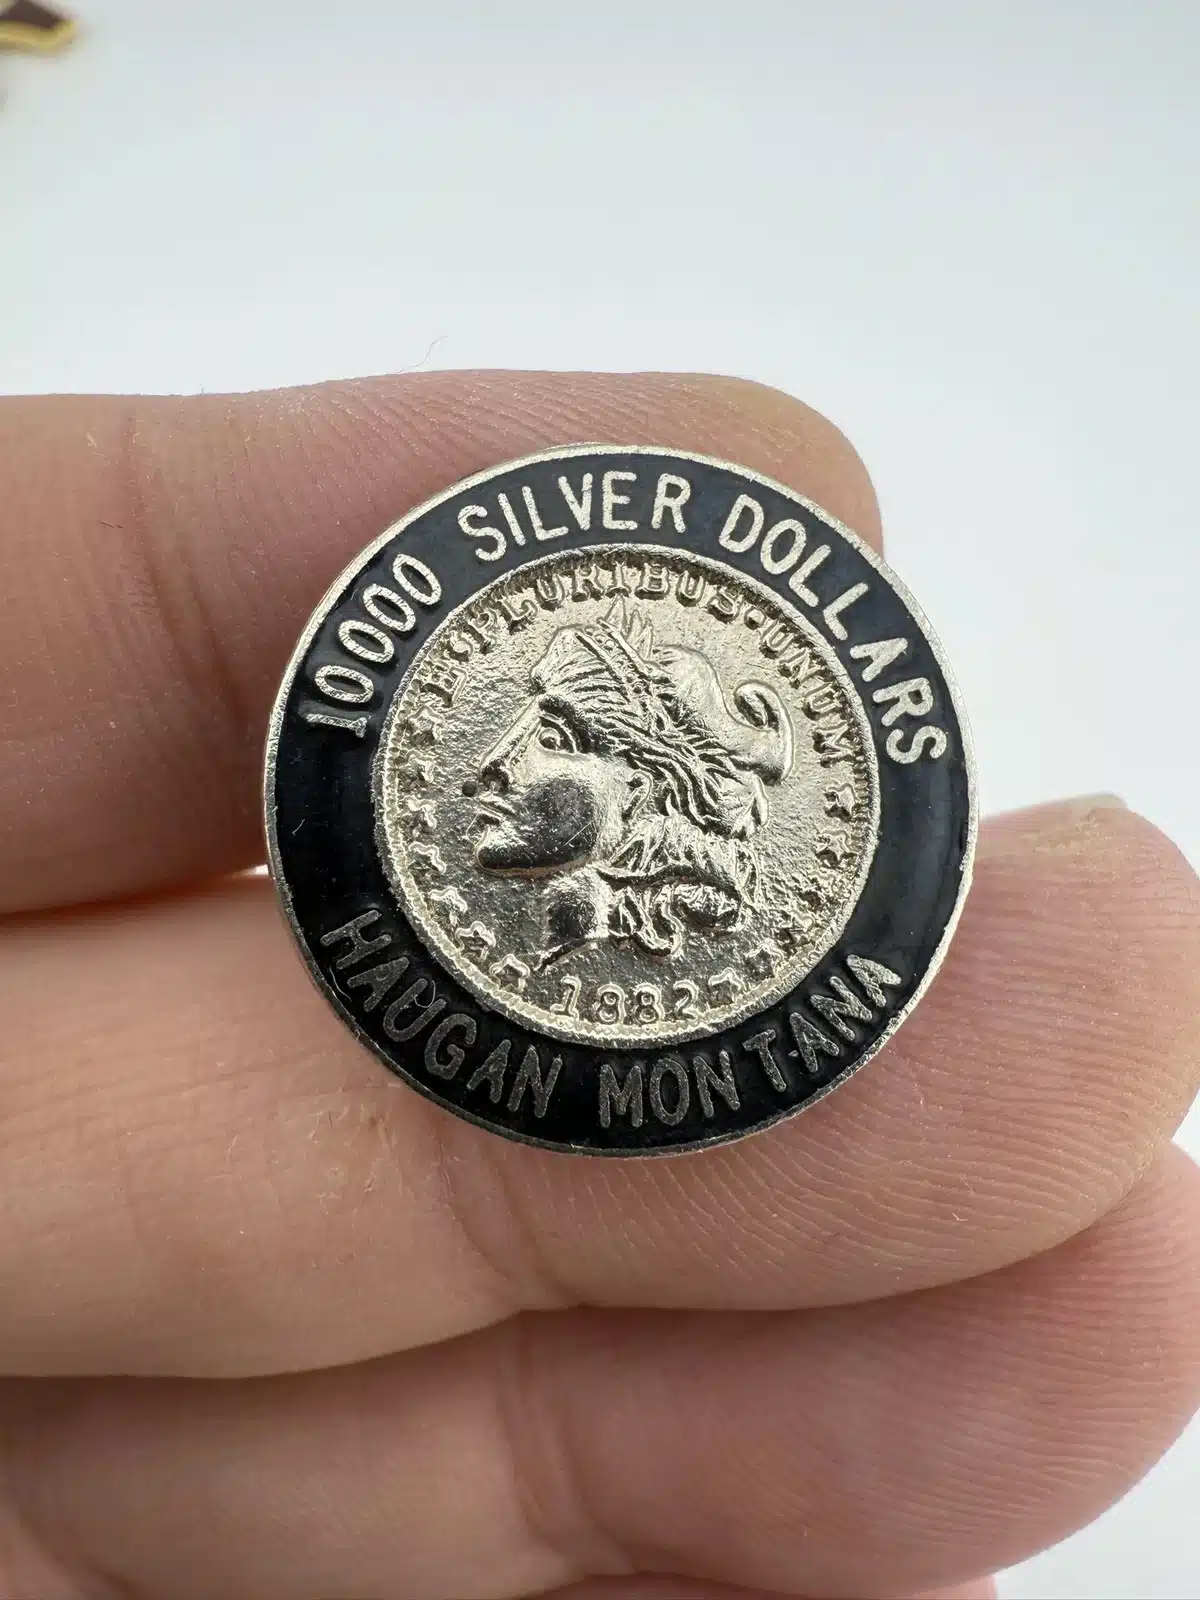 10000 SILVER DOLLARS
E·PLURIBUS·UNUM
1882
HAUGAN MONTANA